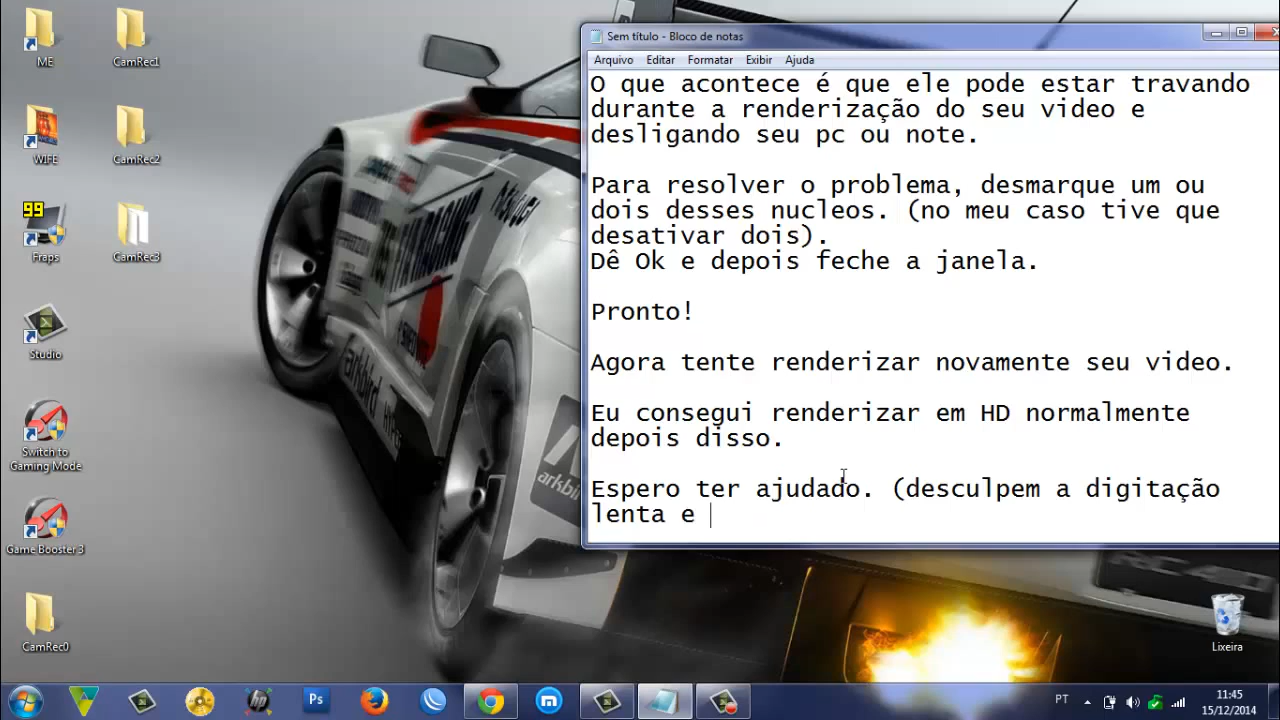 ME
CamRec1
WIFE
CamRec2
99
Fraps
CamRec3
Studio
Switch to
Gaming Mode
Game Booster 3
CamRec0
Sem título - Bloco de notas
Arquivo Editar Formatar Exibir Ajuda
O que acontece é que ele pode estar travando
durante a renderização do seu video e
desligando seu pc ou note.
Para resolver o problema, desmarque um ou
dois desses nucleos. (no meu caso tive que
desativar dois).
Dê Ok e depois feche a janela.
Pronto!
Agora tente renderizar novamente seu video.
Eu consegui renderizar em HD normalmente
depois disso.
Espero ter ajudado. (desculpem a digitação
lenta e
arkbird
Lixeira
hp
Ps
PT
11:45
15/12/2014